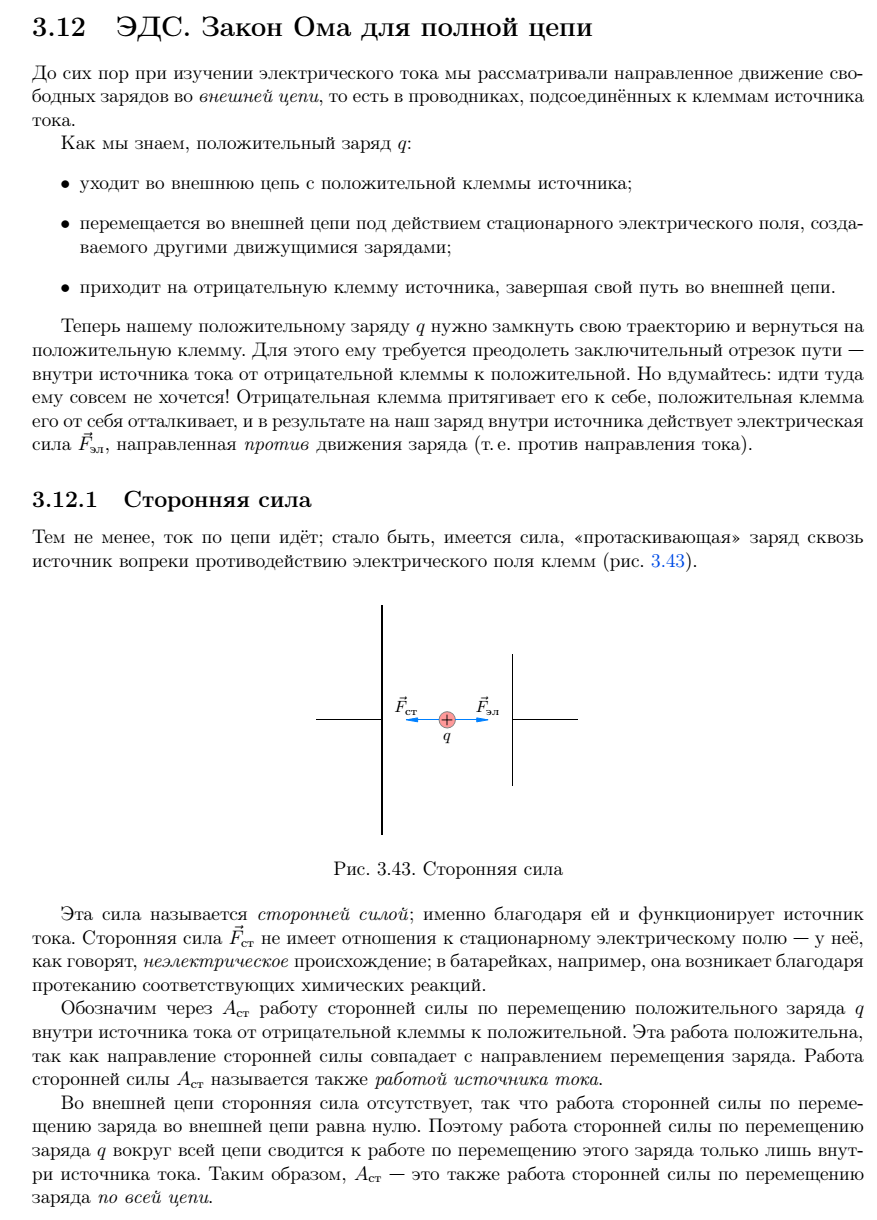 3.12 ЭДС. Закон Ома для полной цепи
До сих пор при изучении электрического тока мы рассматривали направленное движение сво-
бодных зарядов во внешней цепи, то есть в проводниках, подсоединённых к клеммам источника
тока.
Как мы знаем, положительный заряд q:
• уходит во внешнюю цепь с положительной клеммы источника;
• перемещается во внешней цепи под действием стационарного электрического поля, созда-
ваемого другими движущимися зарядами;
• приходит на отрицательную клемму источника, завершая свой путь во внешней цепи.
Теперь нашему положительному заряду q нужно замкнуть свою траекторию и вернуться на
положительную клемму. Для этого ему требуется преодолеть заключительный отрезок пути —
внутри источника тока от отрицательной клеммы к положительной. Но вдумайтесь: идти туда
ему совсем не хочется! Отрицательная клемма притягивает его к себе, положительная клемма
его от себя отталкивает, и в результате на наш заряд внутри источника действует электрическая
сила F⃗эл, направленная против движения заряда (т. е. против направления тока).
3.12.1 Сторонняя сила
Тем не менее, ток по цепи идёт; стало быть, имеется сила, «протаскивающая» заряд сквозь
источник вопреки противодействию электрического поля клемм (рис. 3.43).
F⃗ст F⃗эл
+
q
Рис. 3.43. Сторонняя сила
Эта сила называется сторонней силой; именно благодаря ей и функционирует источник
тока. Сторонняя сила F⃗ст не имеет отношения к стационарному электрическому полю — у неё,
как говорят, неэлектрическое происхождение; в батарейках, например, она возникает благодаря
протеканию соответствующих химических реакций.
Обозначим через Aст работу сторонней силы по перемещению положительного заряда q
внутри источника тока от отрицательной клеммы к положительной. Эта работа положительна,
так как направление сторонней силы совпадает с направлением перемещения заряда. Работа
сторонней силы Aст называется также работой источника тока.
Во внешней цепи сторонняя сила отсутствует, так что работа сторонней силы по переме-
щению заряда во внешней цепи равна нулю. Поэтому работа сторонней силы по перемещению
заряда q вокруг всей цепи сводится к работе по перемещению этого заряда только лишь внут-
ри источника тока. Таким образом, Aст — это также работа сторонней силы по перемещению
заряда по всей цепи.